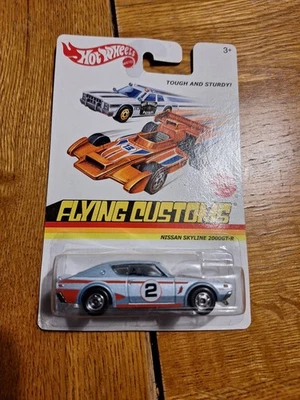 Hot Wheels
3+
TOUGH AND STURDY!
FLYING CUSTOMS
NISSAN SKYLINE 2000GT-R
2